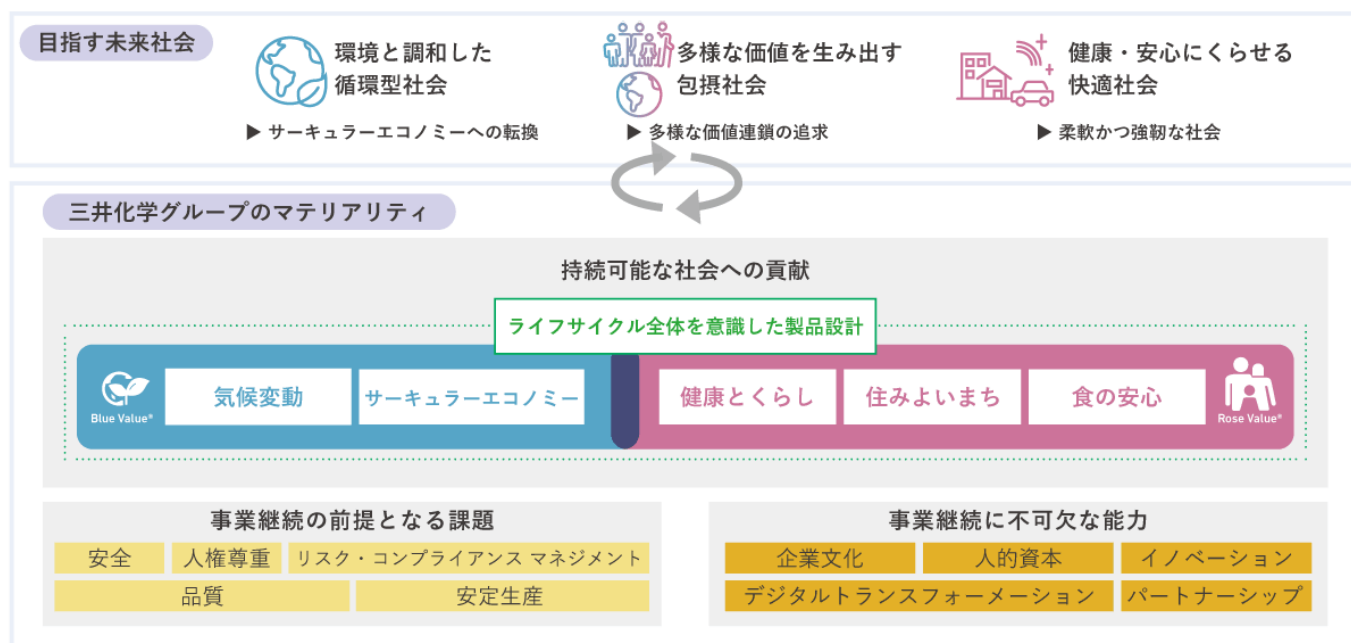 目指す未来社会
環境と調和した
循環型社会
▶ サーキュラーエコノミーへの転換
多様な価値を生み出す
包摂社会
▶ 多様な価値連鎖の追求
健康・安心にくらせる
快適社会
▶ 柔軟かつ強靭な社会
三井化学グループのマテリアリティ
持続可能な社会への貢献
ライフサイクル全体を意識した製品設計
Blue Value®
気候変動
サーキュラーエコノミー
健康とくらし
住みよいまち
食の安心
Rose Value®
事業継続の前提となる課題
安全
人権尊重
リスク・コンプライアンス マネジメント
品質
安定生産
事業継続に不可欠な能力
企業文化
人的資本
イノベーション
デジタルトランスフォーメーション
パートナーシップ